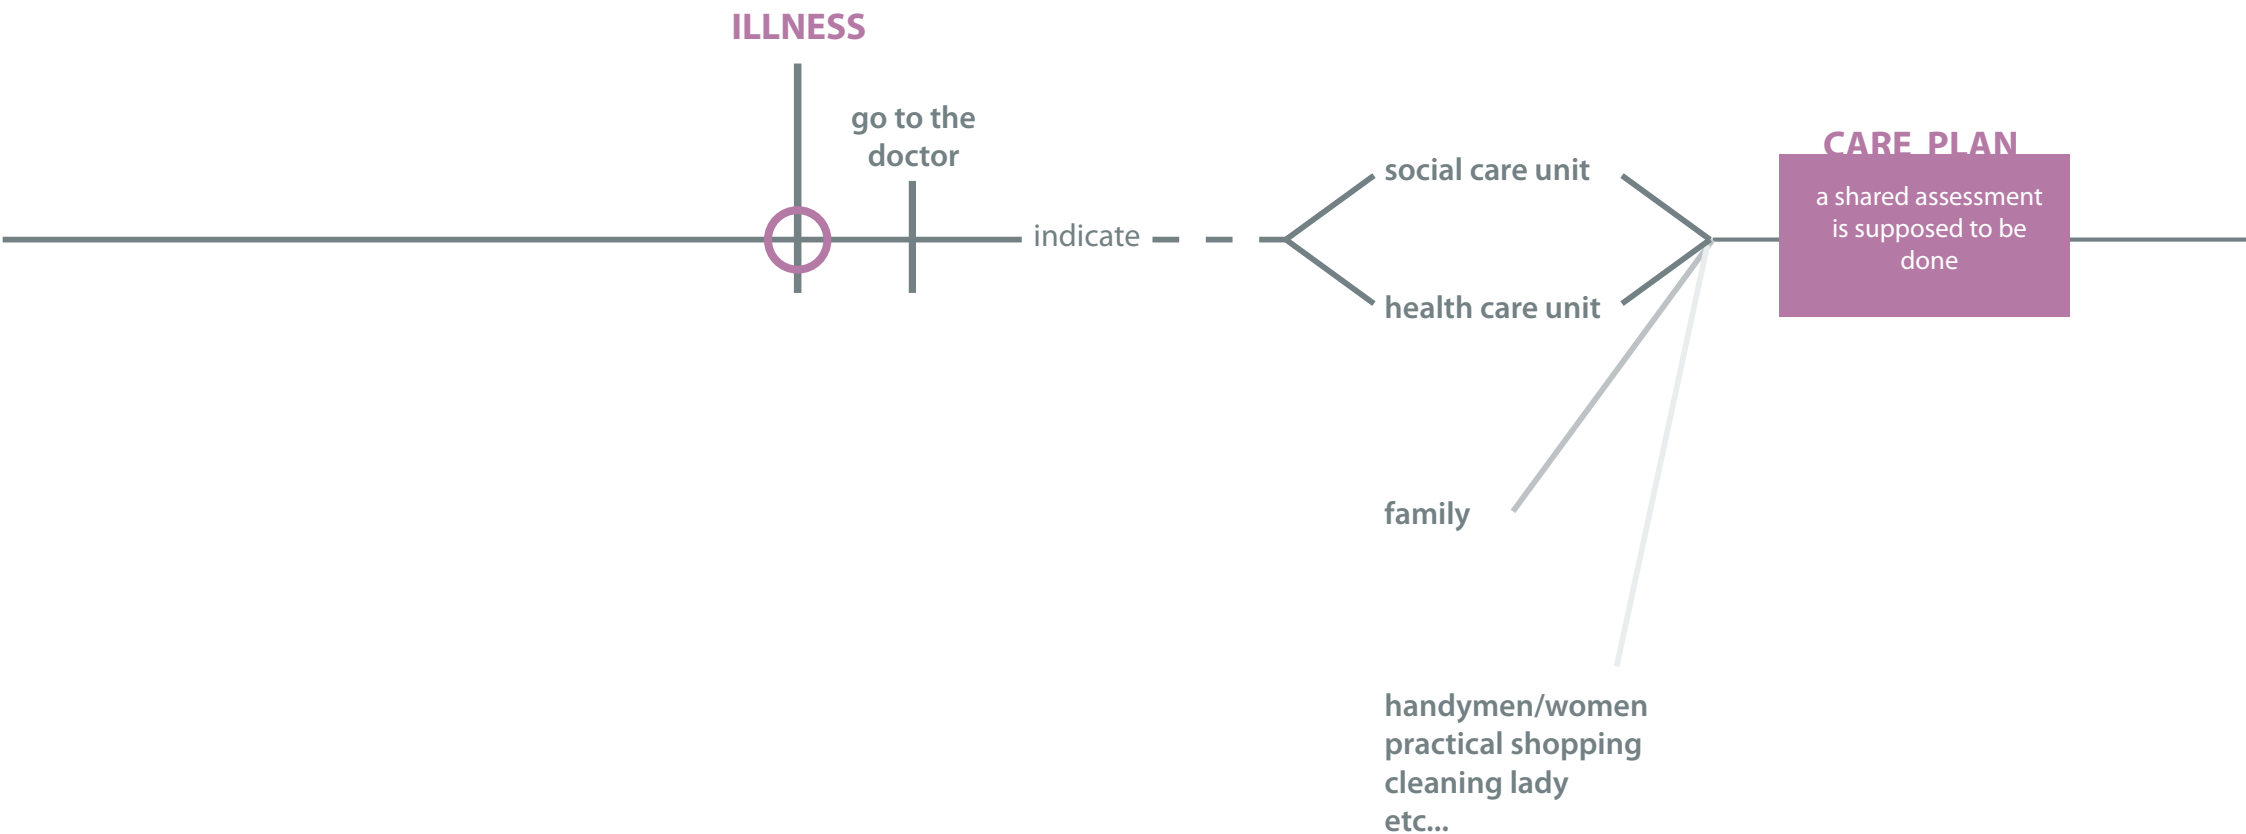 ILLNESS
go to the
doctor
indicate
social care unit
health care unit
family
handymen/women
practical shopping
cleaning lady
etc...
CARE PLAN
a shared assessment
is supposed to be
done